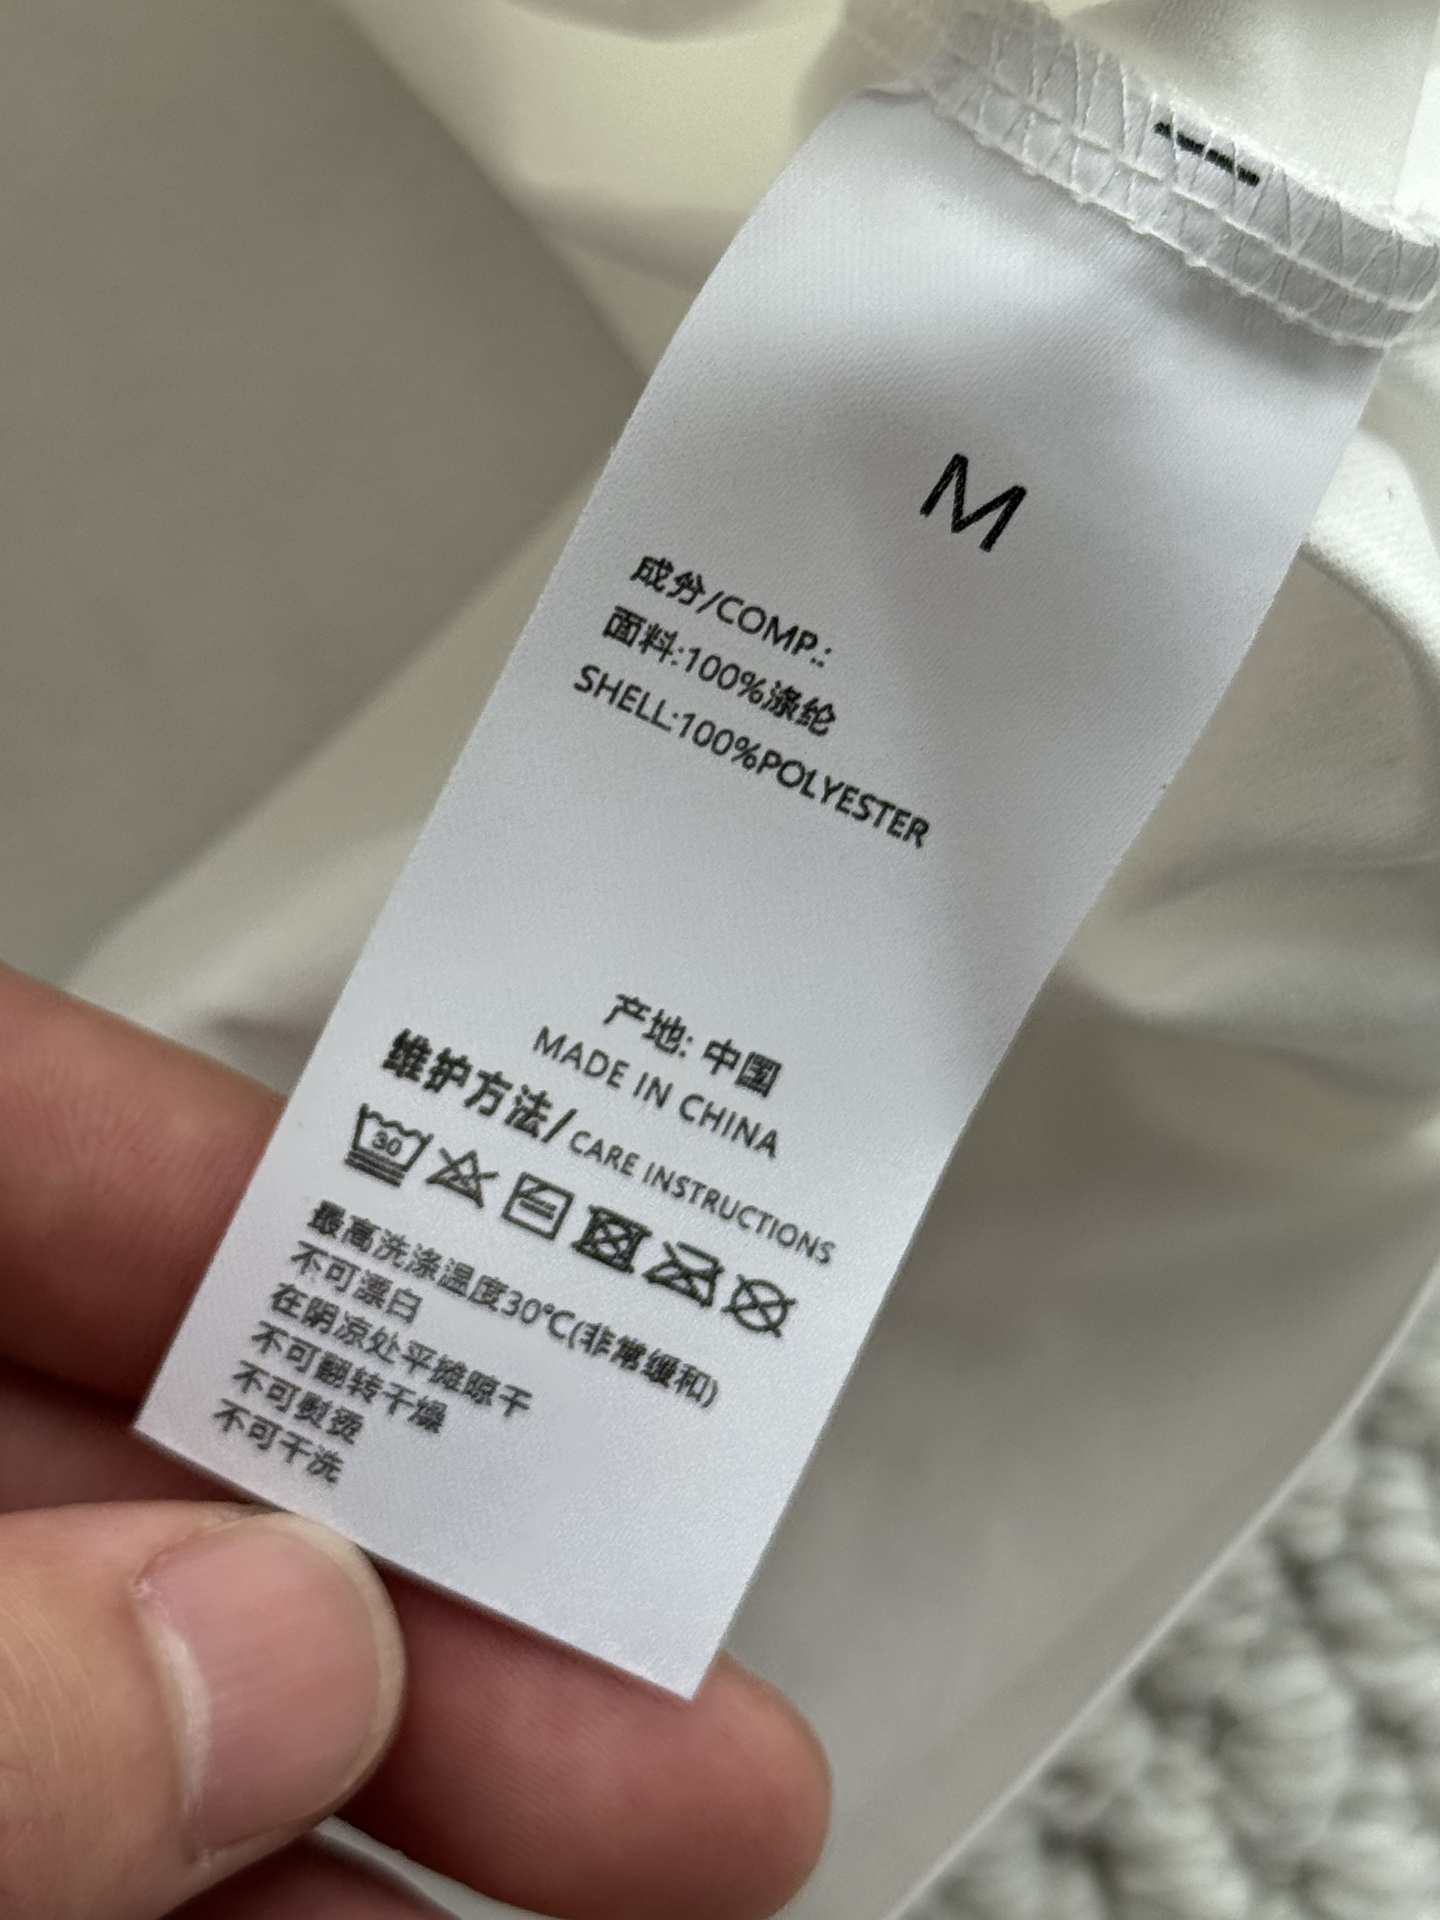 M
成分/COMP.:
面料:100%涤纶
SHELL:100%POLYESTER
产地: 中国
MADE IN CHINA
维护方法/CARE INSTRUCTIONS
30
最高洗涤温度30℃(非常缓和)
不可漂白
在阴凉处平摊晾干
不可翻转干燥
不可熨烫
不可干洗